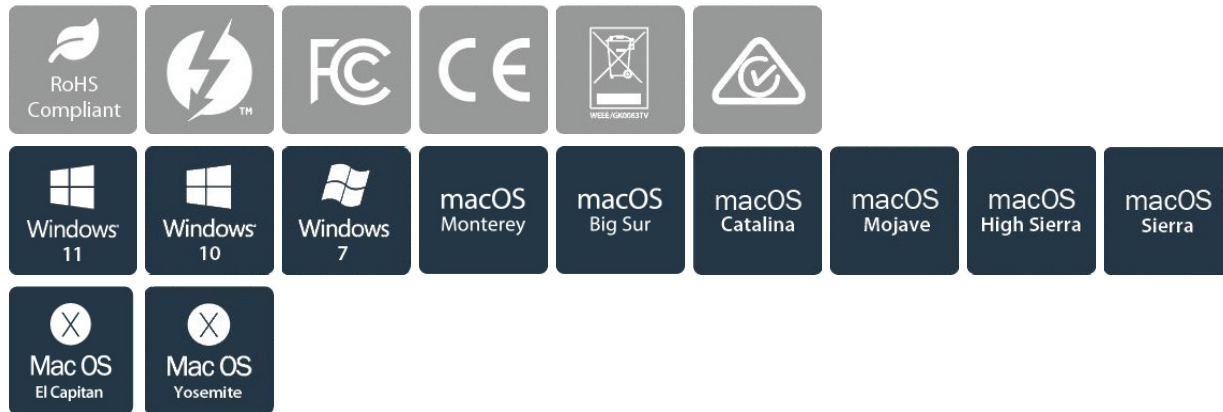 RoHS
Compliant
TM
FC
CE
WEEE/GK0063TV
Windows
11
Windows
10
Windows
7
macOS
Monterey
macOS
Big Sur
macOS
Catalina
macOS
Mojave
macOS
High Sierra
macOS
Sierra
X
Mac OS
El Capitan
X
Mac OS
Yosemite